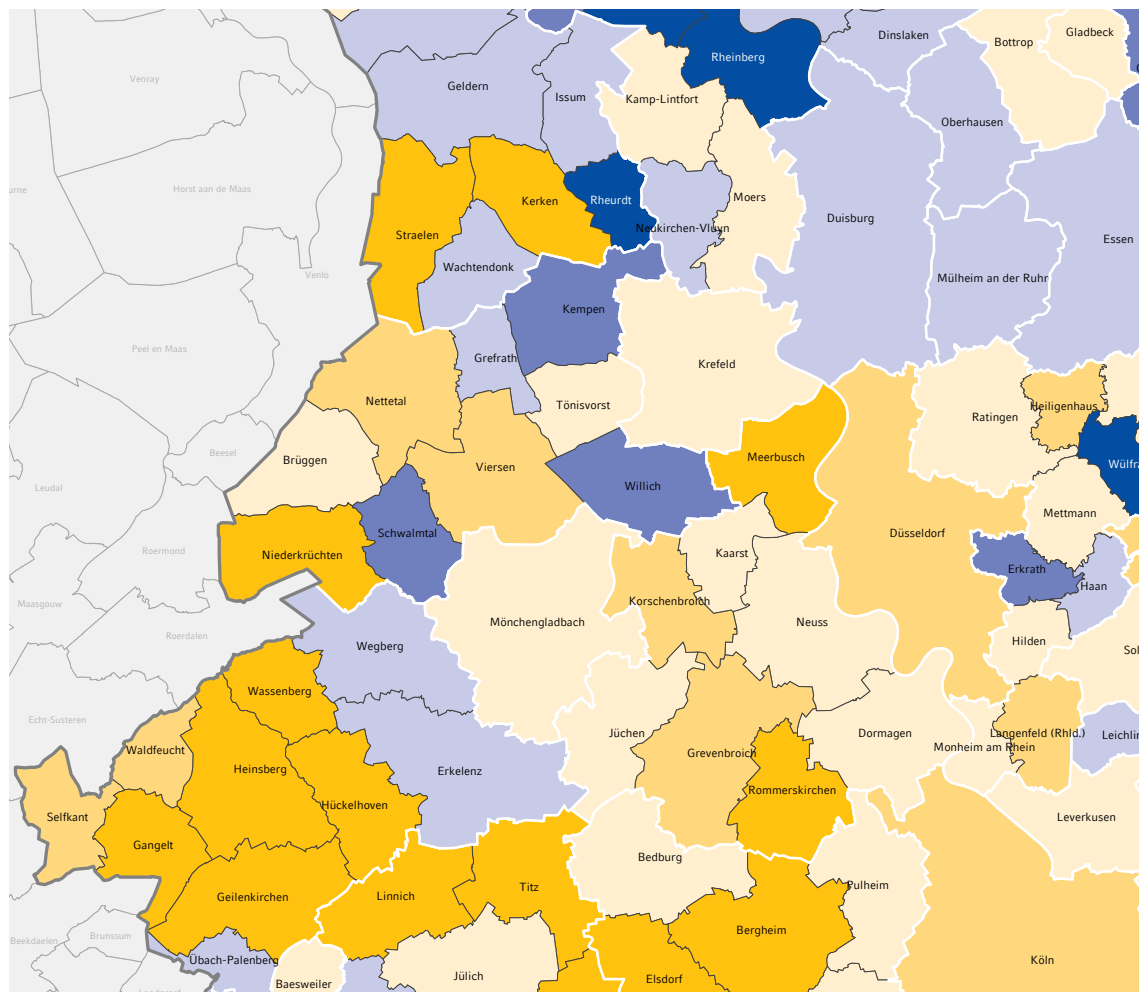 Gladbeck
Dinslaken
Bottrop
Rheinberg
Venray
Geldern
Issum
Kamp-Lintfort
Oberhausen
urne
Horst aan de Maas
Moers
Kerken
Rheurdt
Duisburg
Neukirchen-Vluyn
Straelen
Essen
Wachtendonk
Venlo
Mülheim an der Ruhr
Kempen
Peel en Maas
Grefrath
Krefeld
Nettetal
Tönisvorst
Heiligenhaus
Ratingen
Beesel
Meerbusch
Brüggen
Viersen
Wülfra
Leudal
Willich
Mettmann
Schwalmtal
Düsseldorf
Roermond
Niederkrüchten
Kaarst
Erkrath
Haan
Maasgouw
Korschenbroich
Mönchengladbach
Neuss
Roerdalen
Hilden
Wegberg
Sol
Wassenberg
Echt-Susteren
Jüchen
Dormagen
Langenfeld (Rhld.)
Leichlin
Monheim am Rhein
Waldfeucht
Grevenbroich
Heinsberg
Erkelenz
Rommerskirchen
Hückelhoven
Selfkant
Leverkusen
Gangelt
Bedburg
Pulheim
Titz
Linnich
Geilenkirchen
Bergheim
Brunssum
Beekdaelen
Übach-Palenberg
Köln
Jülich
Elsdorf
Baesweiler